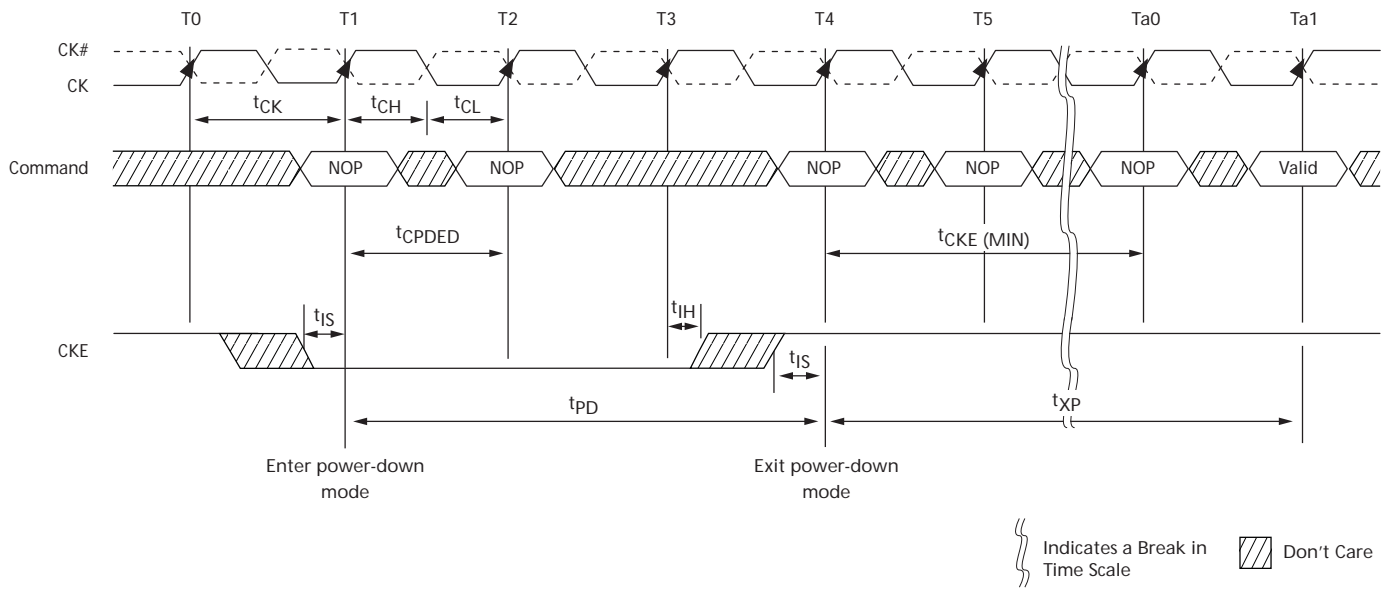 T0 T1 T2 T3 T4 T5 Ta0 Ta1
CK#
CK
tCK tCH tCL
Command NOP NOP NOP NOP NOP Valid
tCPDED tCKE (MIN)
tIS tIH
CKE
tIS
tPD tXP
Enter power-down
mode
Exit power-down
mode
Indicates a Break in
Time Scale
Don't Care